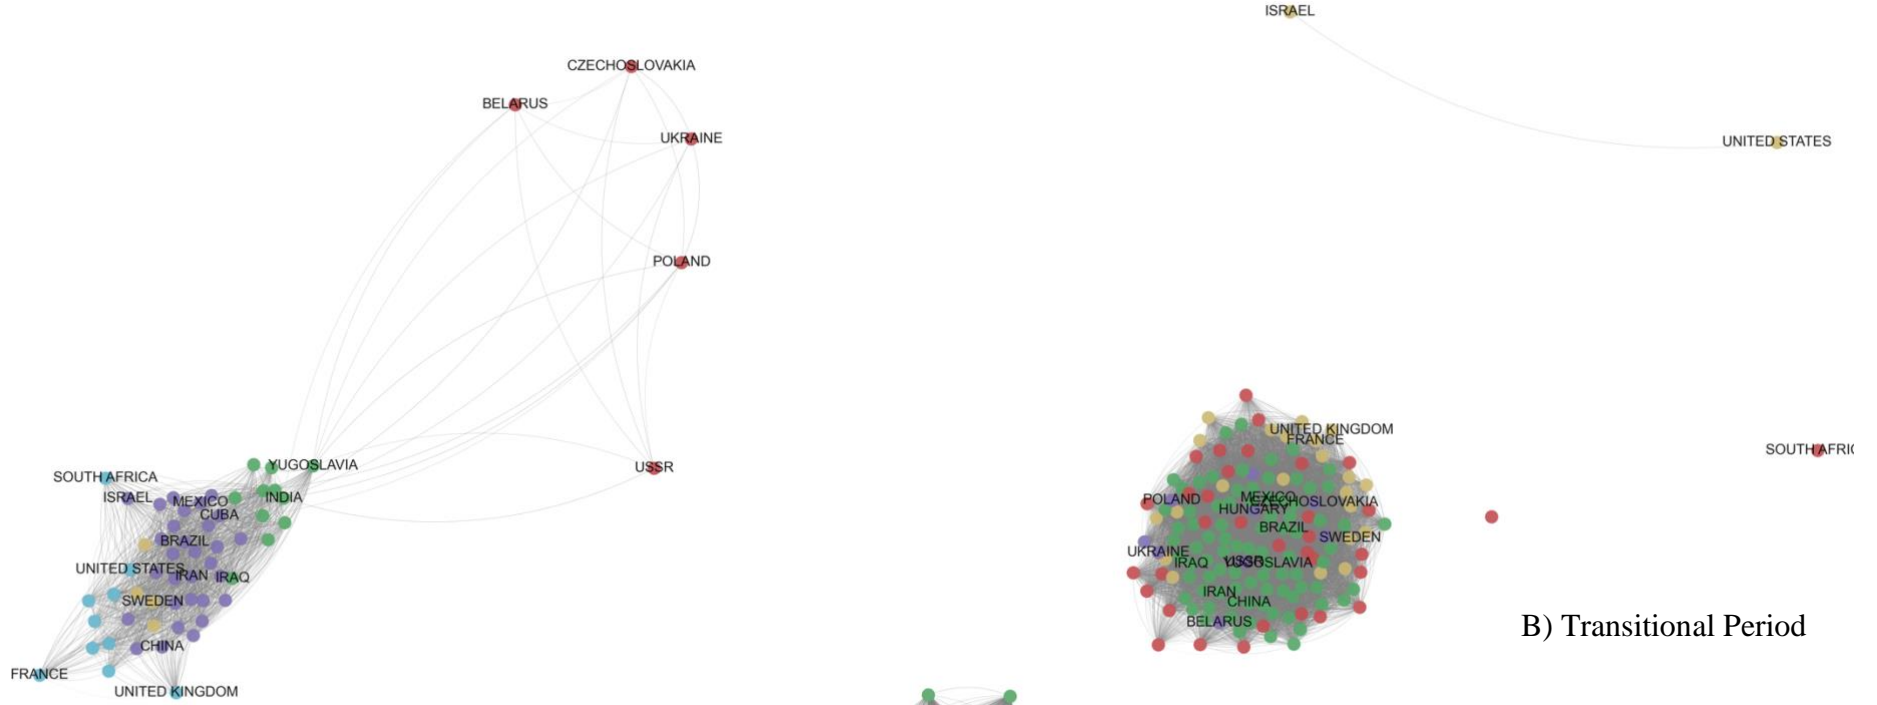 CZECHOSLOVAKIA
BELARUS
UKRAINE
POLAND
USSR
YUGOSLAVIA
SOUTH AFRICA
ISRAEL
MEXICO
INDIA
CUBA
BRAZIL
UNITED STATES
IRAN
IRAQ
SWEDEN
CHINA
FRANCE
UNITED KINGDOM
ISRAEL
UNITED STATES
UNITED KINGDOM
FRANCE
SOUTH AFRIC
POLAND
MEXICO
CZECHOSLOVAKIA
HUNGARY
BRAZIL
SWEDEN
UKRAINE
IRAQ
USSR
YUGOSLAVIA
IRAN
CHINA
BELARUS
B) Transitional Period